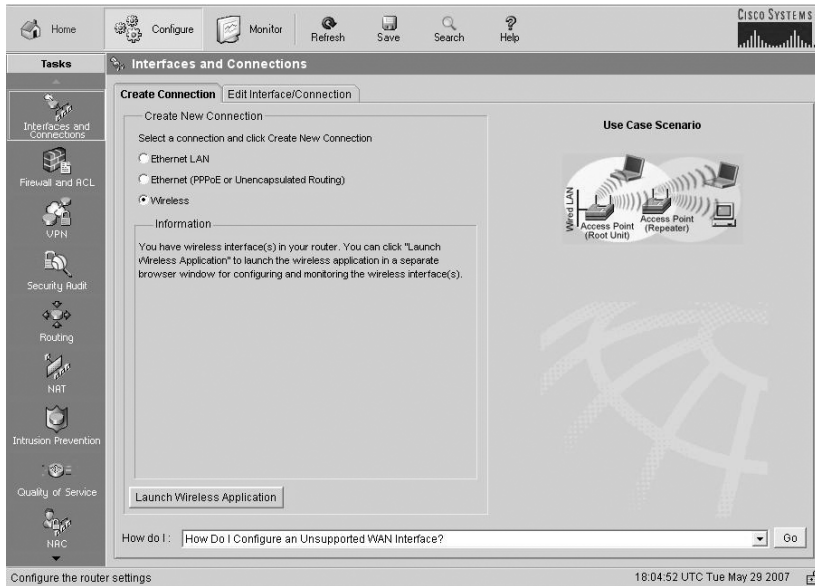 Home
Configure
Monitor
Refresh
Save
Search
Help
CISCO SYSTEMS
Tasks
Interfaces and Connections
Interfaces and
Connections
Firewall and ACL
VPN
Security Audit
Routing
NAT
Intrusion Prevention
Quality of Service
NAC
Create Connection
Edit Interface/Connection
Create New Connection
Select a connection and click Create New Connection
Ethernet LAN
Ethernet (PPPoE or Unencapsulated Routing)
Wireless
Information
You have wireless interface(s) in your router. You can click "Launch
Wireless Application" to launch the wireless application in a separate
browser window for configuring and monitoring the wireless interface(s).
Launch Wireless Application
Use Case Scenario
Wired LAN
Access Point
(Root Unit)
Access Point
(Repeater)
How do I :
How Do I Configure an Unsupported WAN Interface?
Go
Configure the router settings
18:04:52 UTC Tue May 29 2007